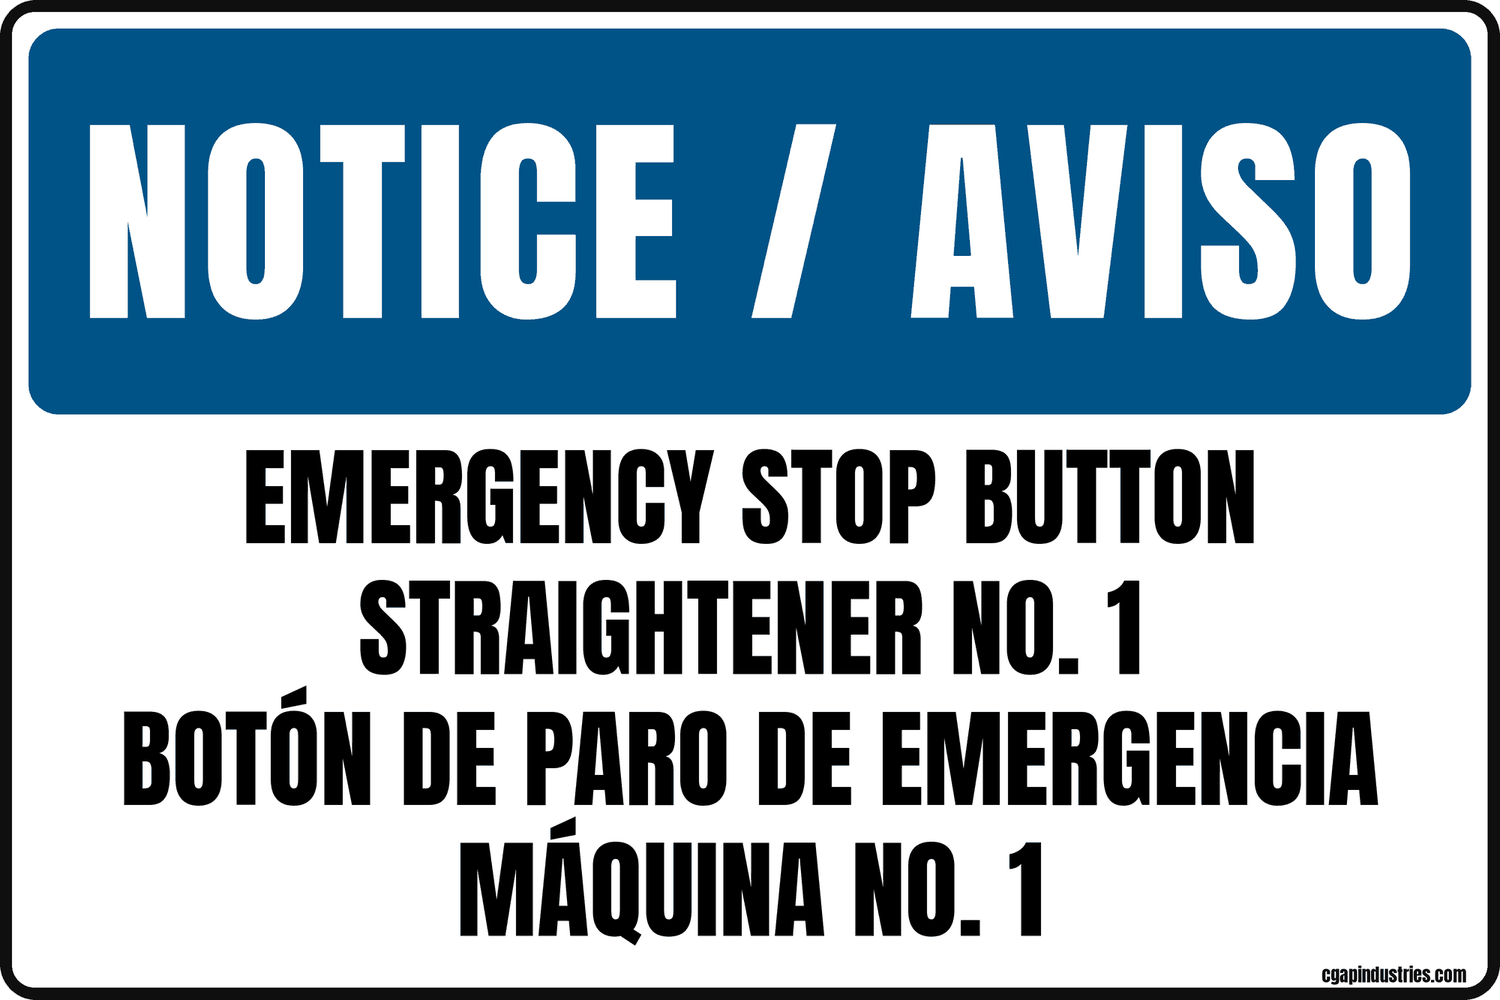 NOTICE / AVISO
EMERGENCY STOP BUTTON
STRAIGHTENER NO. 1
BOTÓN DE PARO DE EMERGENCIA
MÁQUINA NO. 1
cgapindustries.com